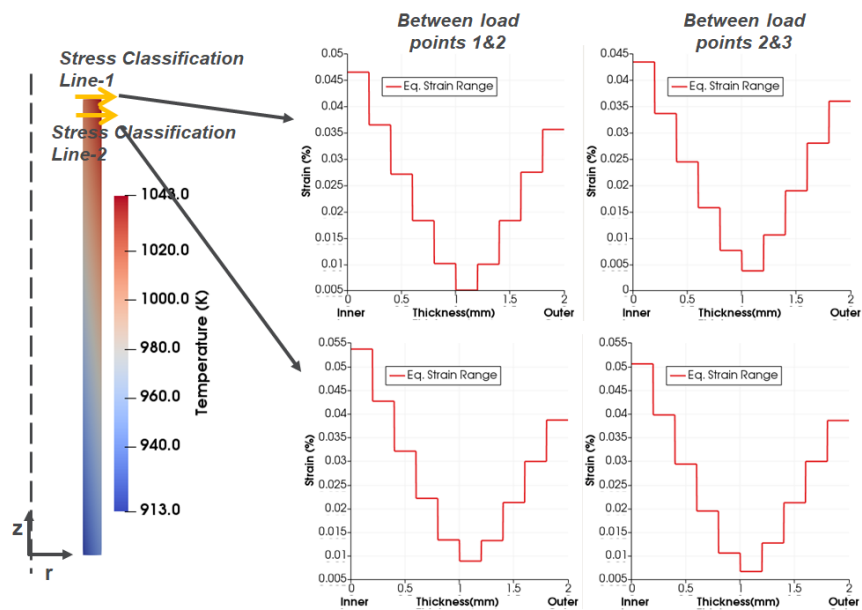 Stress Classification
Line-1
Stress Classification
Line-2
1043.0
1020.0
1000.0
980.0
960.0
940.0
913.0
Temperature (K)
z
r
Between load
points 1&2
Between load
points 2&3
0.05
0.045
0.04
0.035
0.03
0.025
0.02
0.015
0.01
0.005
Strain (%)
Eq. Strain Range
0 0.5 1 1.5 2
Inner Thickness(mm) Outer
0.045
0.04
0.035
0.03
0.025
0.02
0.015
0.01
0.005
0
Strain (%)
Eq. Strain Range
0 0.5 1 1.5 2
Inner Thickness(mm) Outer
0.055
0.05
0.045
0.04
0.035
0.03
0.025
0.02
0.015
0.01
0.005
Strain (%)
Eq. Strain Range
0 0.5 1 1.5 2
Inner Thickness(mm) Outer
0.055
0.05
0.045
0.04
0.035
0.03
0.025
0.02
0.015
0.01
0.005
Strain (%)
Eq. Strain Range
0 0.5 1 1.5 2
Inner Thickness(mm) Outer